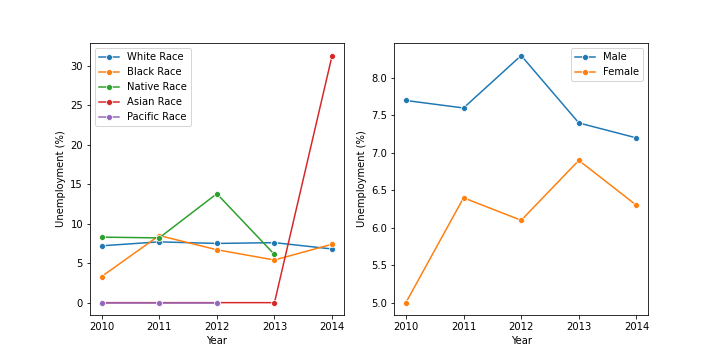 White Race
Black Race
Native Race
Asian Race
Pacific Race
30
25
20
15
10
5
0
Unemployment (%)
2010 2011 2012 2013 2014
Year
Male
Female
8.0
7.5
7.0
6.5
6.0
5.5
5.0
Unemployment (%)
2010 2011 2012 2013 2014
Year